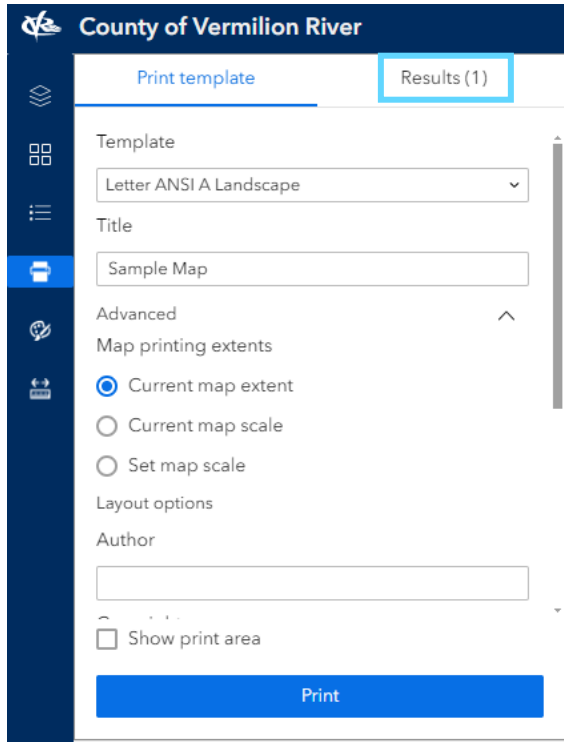 County of Vermilion River
Print template
Results (1)
Template
Letter ANSI A Landscape
Title
Sample Map
Advanced
Map printing extents
Current map extent
Current map scale
Set map scale
Layout options
Author
Show print area
Print